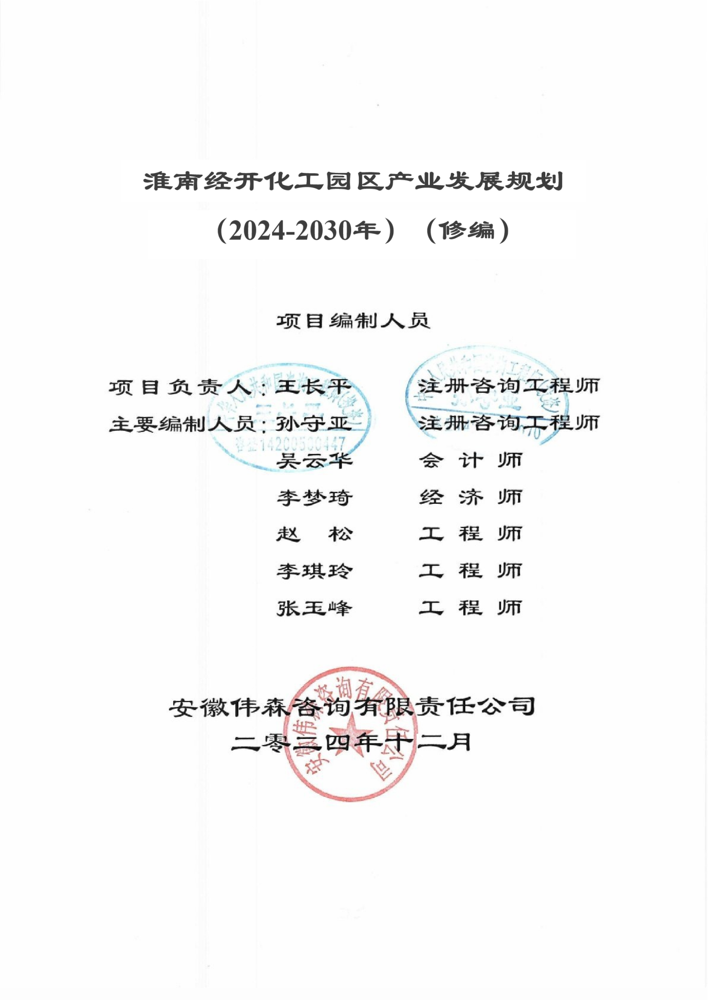 淮南经开化工园区产业发展规划
（2024-2030年）（修编）
项目编制人员
项目负责人：王长平 注册咨询工程师
主要编制人员：孙守亚 注册咨询工程师
咨登14200500447
吴云华 会计师
李梦琦 经济师
赵松 工程师
李琪玲 工程师
张玉峰 工程师
安徽伟森咨询有限责任公司
二零二四年十二月
安徽伟森咨询有限责任公司